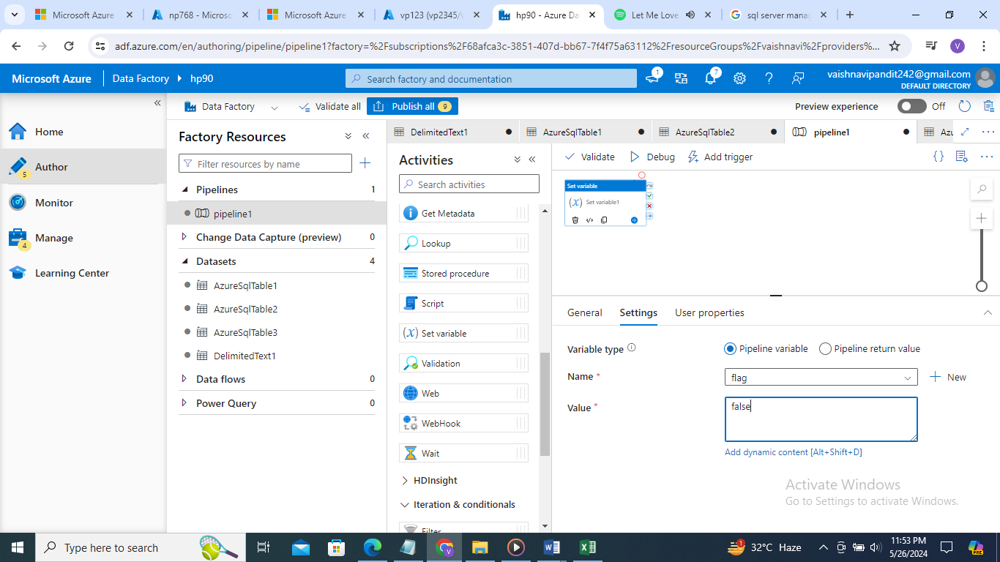 Microsoft Azure
np768 - Microso
Microsoft Azure
vp123 (vp2345/v
hp90 - Azure Da
Let Me Love
sql server mana
adf.azure.com/en/authoring/pipeline/pipeline1?factory=%2Fsubscriptions%2F68afca3c-3851-407d-bb67-7f4f75a63112%2FresourceGroups%2Fvaishnavi%2Fproviders%...
V
Microsoft Azure
Data Factory
hp90
Search factory and documentation
1
7
vaishnavipandit242@gmail.com
DEFAULT DIRECTORY
Data Factory
Validate all
Publish all 9
Preview experience
Off
Home
Author
5
Monitor
Manage
4
Learning Center
Factory Resources
Filter resources by name
Pipelines 1
pipeline1
Change Data Capture (preview) 0
Datasets 4
AzureSqlTable1
AzureSqlTable2
AzureSqlTable3
DelimitedText1
Data flows 0
Power Query 0
DelimitedText1
AzureSqlTable1
AzureSqlTable2
pipeline1
Azu
Activities
Search activities
Get Metadata
Lookup
Stored procedure
Script
Set variable
Validation
Web
WebHook
Wait
HDInsight
Iteration & conditionals
Filter
Validate
Debug
Add trigger
Set variable
(x) Set variable1
General
Settings
User properties
Variable type
Pipeline variable
Pipeline return value
Name *
flag
New
Value *
false
Add dynamic content [Alt+Shift+D]
Activate Windows
Go to Settings to activate Windows.
Type here to search
32°C Haze
11:53 PM
5/26/2024